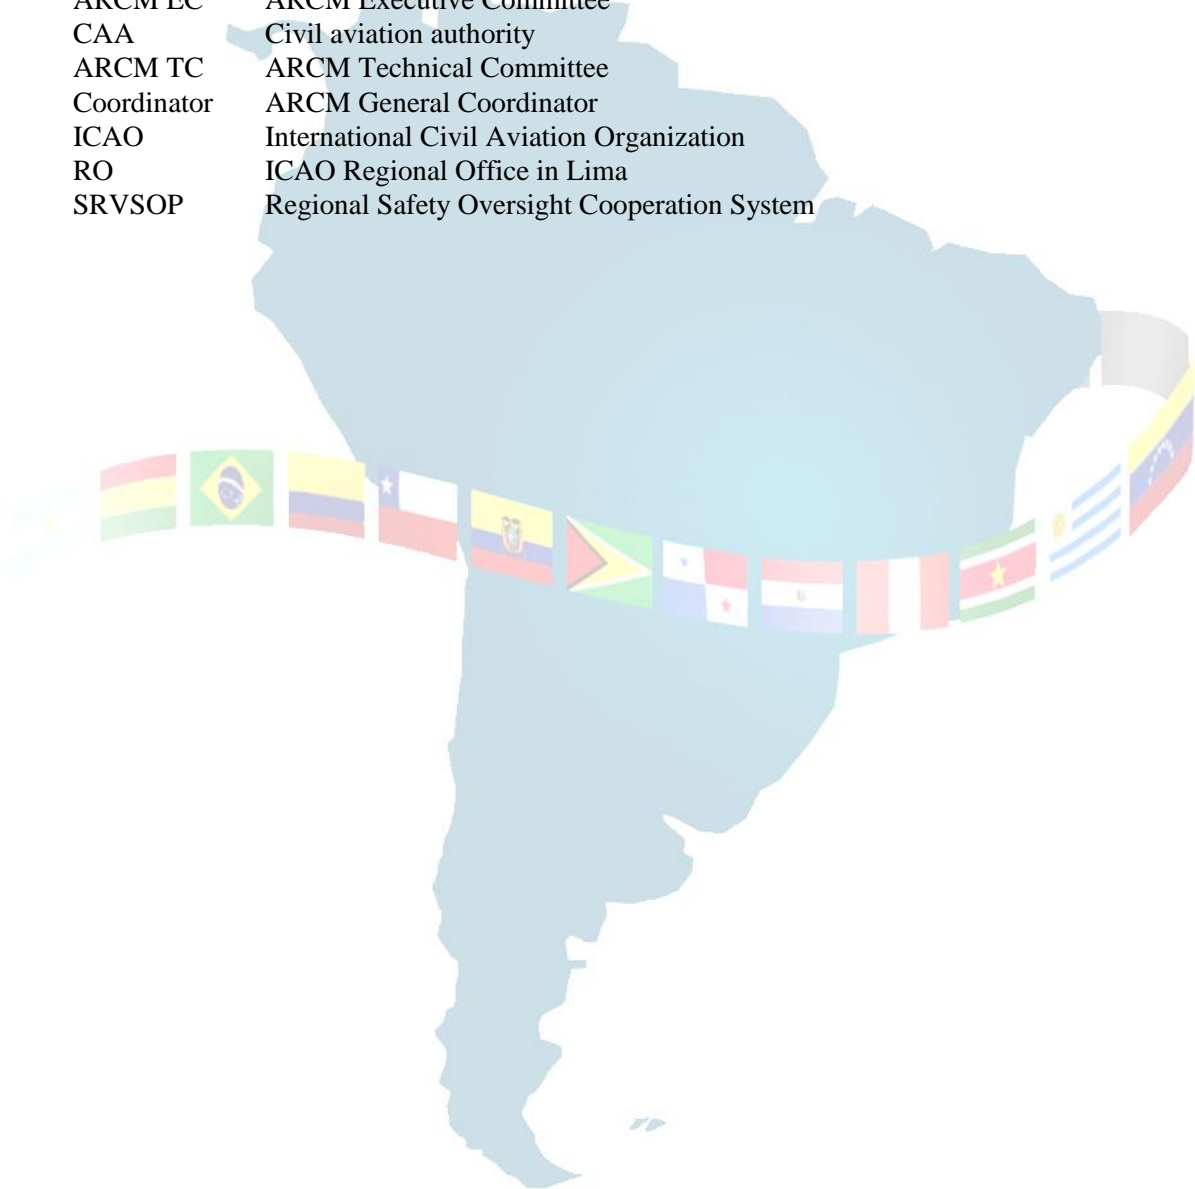 ARCM EC ARCM Executive Committee
CAA Civil aviation authority
ARCM TC ARCM Technical Committee
Coordinator ARCM General Coordinator
ICAO International Civil Aviation Organization
RO ICAO Regional Office in Lima
SRVSOP Regional Safety Oversight Cooperation System